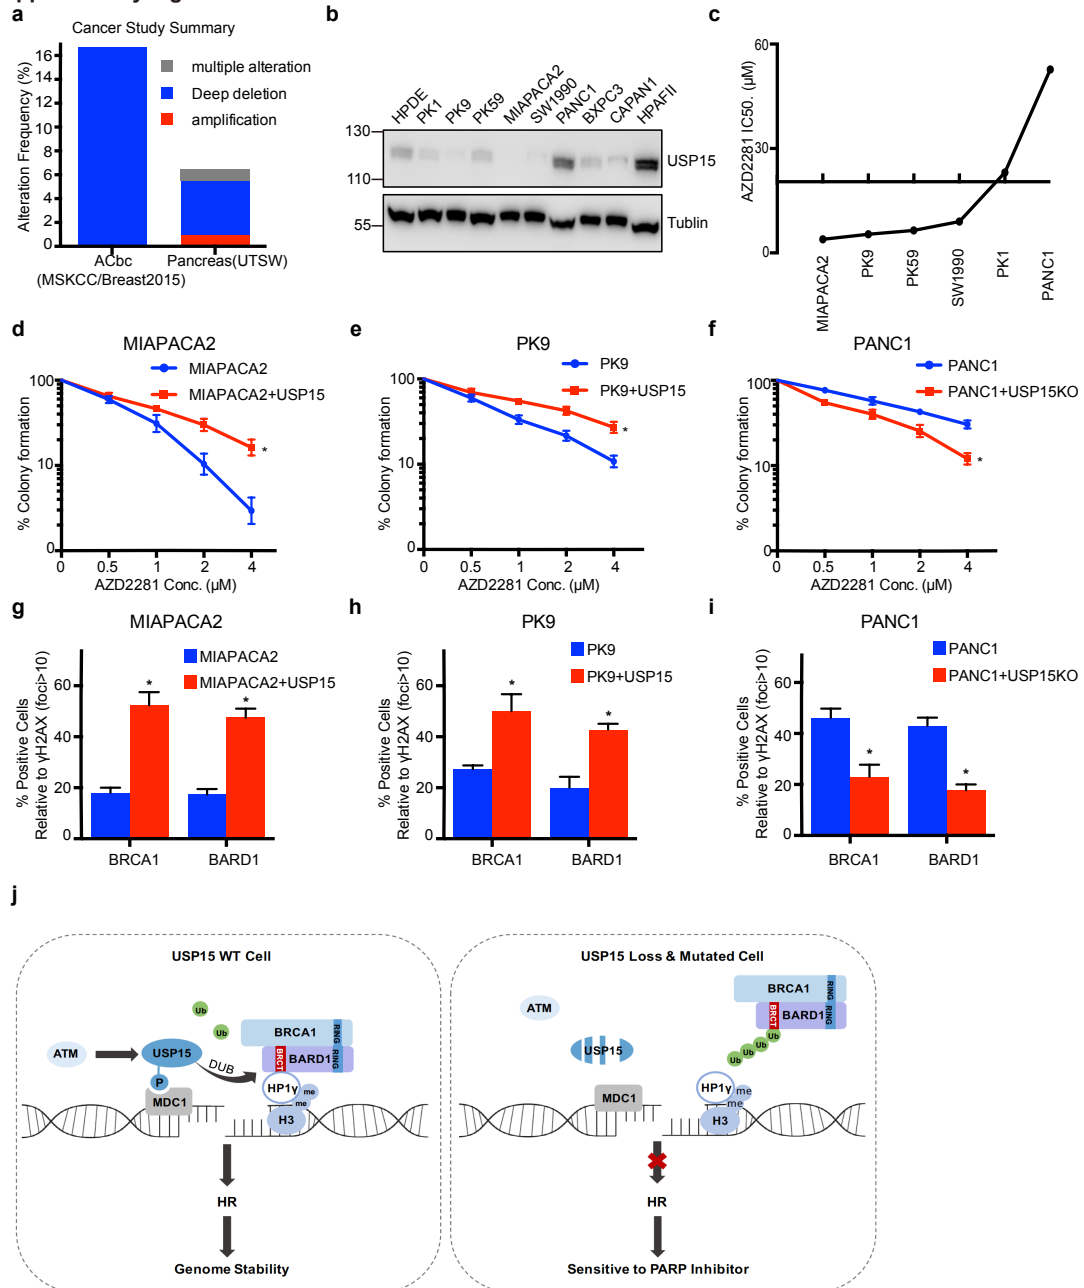 a
Cancer Study Summary
Alteration Frequency (%)
16
14
12
10
8
6
4
2
0
multiple alteration
Deep deletion
amplification
ACbc
(MSKCC/Breast2015)
Pancreas(UTSW)
b
HPDE
PK1
PK9
PK59
MIAPACA2
SW1990
PANC1
BXPC3
CAPAN1
HPAFII
130
110
55
USP15
Tublin
c
AZD2281 IC50. (µM)
60
30
0
MIAPACA2
PK9
PK59
SW1990
PK1
PANC1
d
MIAPACA2
MIAPACA2
MIAPACA2+USP15
% Colony formation
100
10
0
*
0 0.5 1 2 4
AZD2281 Conc. (µM)
e
PK9
PK9
PK9+USP15
% Colony formation
100
10
0
*
0 0.5 1 2 4
AZD2281 Conc. (µM)
f
PANC1
PANC1
PANC1+USP15KO
% Colony formation
100
10
0
*
0 0.5 1 2 4
AZD2281 Conc. (µM)
g
MIAPACA2
MIAPACA2
MIAPACA2+USP15
% Positive Cells
Relative to γH2AX (foci>10)
60
40
20
0
* *
BRCA1 BARD1
h
PK9
PK9
PK9+USP15
% Positive Cells
Relative to γH2AX (foci>10)
60
40
20
0
* *
BRCA1 BARD1
i
PANC1
PANC1
PANC1+USP15KO
% Positive Cells
Relative to γH2AX (foci>10)
60
40
20
0
* *
BRCA1 BARD1
j
USP15 WT Cell
Ub
Ub
BRCA1
RING
ATM
USP15
DUB
BRCT
BARD1
RING
P
HP1γ
me
me
MDC1
H3
HR
Genome Stability
USP15 Loss & Mutated Cell
BRCA1
RING
ATM
BRCT
BARD1
RING
USP15
Ub
Ub
Ub
Ub
HP1γ
me
me
MDC1
H3
HR
Sensitive to PARP Inhibitor